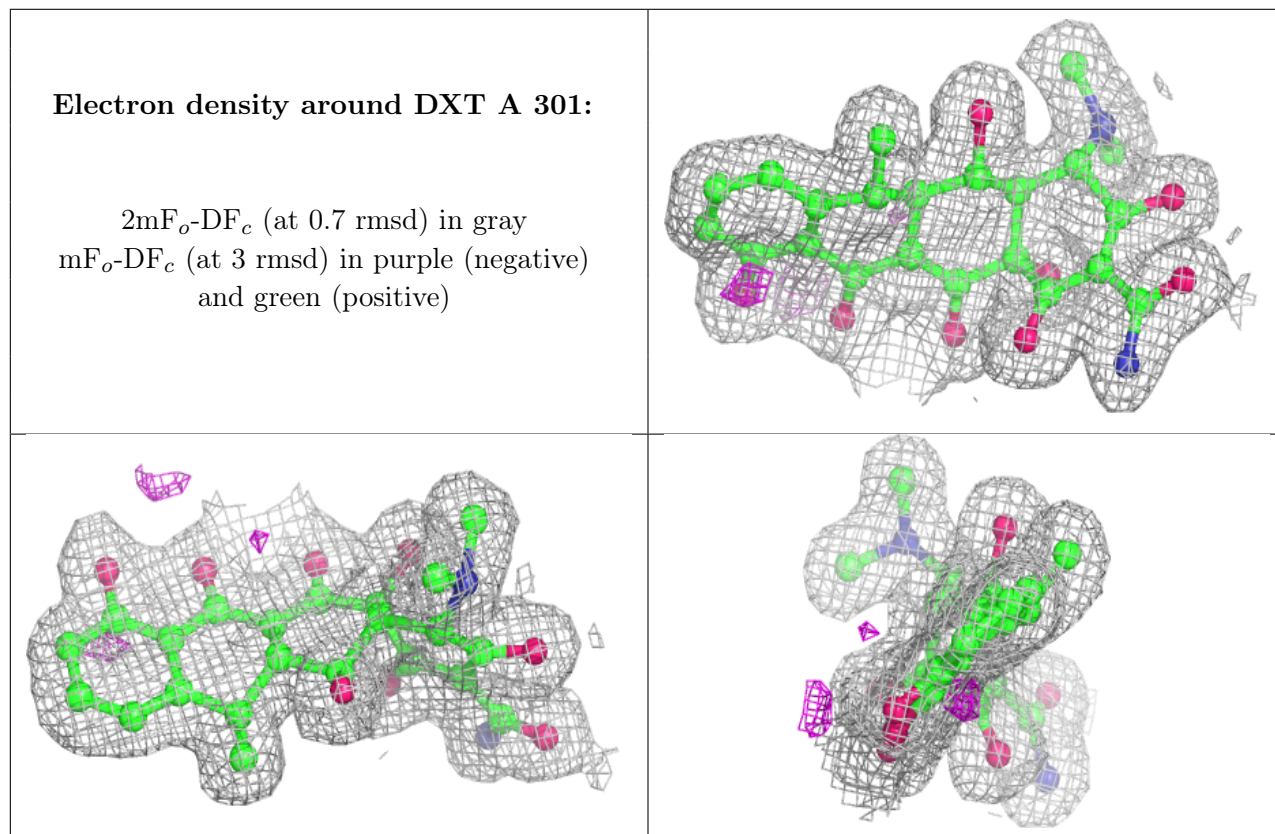 Electron density around DXT A 301:
2mFo-DFc (at 0.7 rmsd) in gray
mFo-DFc (at 3 rmsd) in purple (negative)
and green (positive)